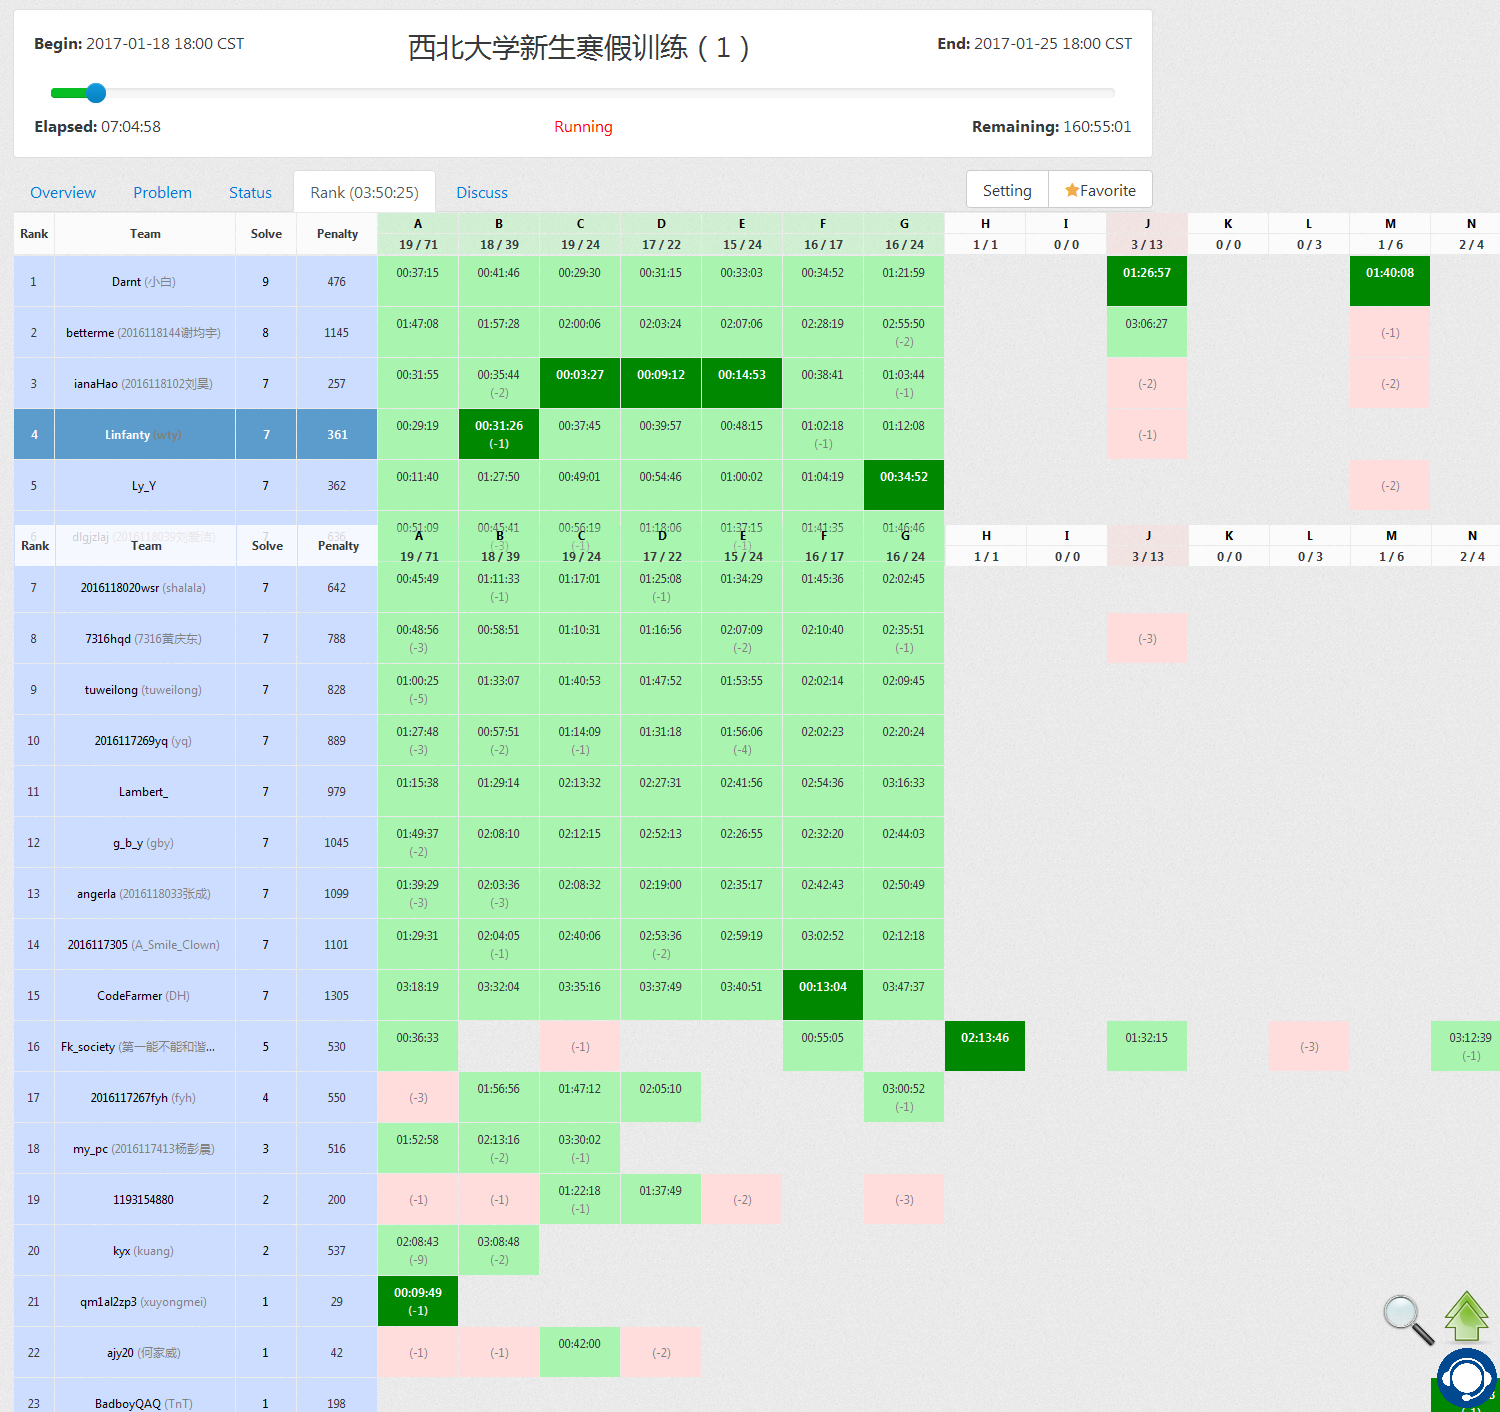 Begin: 2017-01-18 18:00 CST 西北大学新生寒假训练（1） End: 2017-01-25 18:00 CST
Elapsed: 07:04:58 Running Remaining: 160:55:01
Overview Problem Status Rank (03:50:25) Discuss Setting Favorite
Rank Team Solve Penalty A B C D E F G H I J K L M N
19 / 71 18 / 39 19 / 24 17 / 22 15 / 24 16 / 17 16 / 24 1 / 1 0 / 0 3 / 13 0 / 0 0 / 3 1 / 6 2 / 4
1 Darnt (小白) 9 476 00:37:15 00:41:46 00:29:30 00:31:15 00:33:03 00:34:52 01:21:59 01:26:57 01:40:08
2 betterme (2016118144谢均宇) 8 1145 01:47:08 01:57:28 02:00:06 02:03:24 02:07:06 02:28:19 02:55:50 03:06:27
(-2) (-1)
3 ianaHao (2016118102刘昊) 7 257 00:31:55 00:35:44 00:03:27 00:09:12 00:14:53 00:38:41 01:03:44
(-2) (-1) (-2) (-2)
4 Linfanty (wty) 7 361 00:29:19 00:31:26 00:37:45 00:39:57 00:48:15 01:02:18 01:12:08
(-1) (-1) (-1)
5 Ly_Y 7 362 00:11:40 01:27:50 00:49:01 00:54:46 01:00:02 01:04:19 00:34:52
(-2)
6 dlgjzlaj 7 636 00:51:09 00:45:41 00:56:19 01:18:06 01:37:15 01:41:35 01:46:46
(-3) (-1) (-1)
Rank Team Solve Penalty A B C D E F G H I J K L M N
19 / 71 18 / 39 19 / 24 17 / 22 15 / 24 16 / 17 16 / 24 1 / 1 0 / 0 3 / 13 0 / 0 0 / 3 1 / 6 2 / 4
7 2016118020wsr (shalala) 7 642 00:45:49 01:11:33 01:17:01 01:25:08 01:34:29 01:45:36 02:02:45
(-1) (-1)
8 7316hqd (7316黄庆东) 7 788 00:48:56 00:58:51 01:10:31 01:16:56 02:07:09 02:10:40 02:35:51
(-3) (-2) (-1) (-3)
9 tuweilong (tuweilong) 7 828 01:00:25 01:33:07 01:40:53 01:47:52 01:53:55 02:02:14 02:09:45
(-5)
10 2016117269yq (yq) 7 889 01:27:48 00:57:51 01:14:09 01:31:18 01:56:06 02:02:23 02:20:24
(-3) (-2) (-1) (-4)
11 Lambert_ 7 979 01:15:38 01:29:14 02:13:32 02:27:31 02:41:56 02:54:36 03:16:33
12 g_b_y (gby) 7 1045 01:49:37 02:08:10 02:12:15 02:52:13 02:26:55 02:32:20 02:44:03
(-2)
13 angerla (2016118033张成) 7 1099 01:39:29 02:03:36 02:08:32 02:19:00 02:35:17 02:42:43 02:50:49
(-3) (-3)
14 2016117305 (A_Smile_Clown) 7 1101 01:29:31 02:04:05 02:40:06 02:53:36 02:59:19 03:02:52 02:12:18
(-1) (-2)
15 CodeFarmer (DH) 7 1305 03:18:19 03:32:04 03:35:16 03:37:49 03:40:51 00:13:04 03:47:37
16 Fk_society (第一能不能和谐... 5 530 00:36:33 (-1) 00:55:05 02:13:46 01:32:15 (-3) 03:12:39
(-1)
17 2016117267fyh (fyh) 4 550 (-3) 01:56:56 01:47:12 02:05:10 03:00:52
(-1)
18 my_pc (2016117413杨彭晨) 3 516 01:52:58 02:13:16 03:30:02
(-2) (-1)
19 1193154880 2 200 (-1) (-1) 01:22:18 01:37:49 (-2) (-3)
(-1)
20 kyx (kuang) 2 537 02:08:43 03:08:48
(-9) (-2)
21 qm1al2zp3 (xuyongmei) 1 29 00:09:49
(-1)
22 ajy20 (何家威) 1 42 (-1) (-1) 00:42:00 (-2)
23 BadboyQAQ (TnT) 1 198